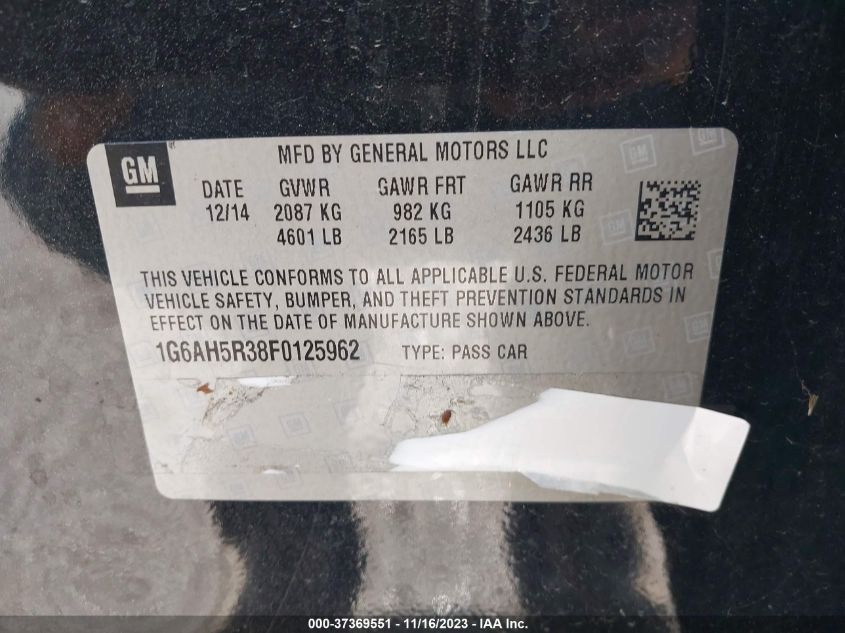 GM
MFD BY GENERAL MOTORS LLC
DATE GVWR GAWR FRT GAWR RR
12/14 2087 KG 982 KG 1105 KG
4601 LB 2165 LB 2436 LB
THIS VEHICLE CONFORMS TO ALL APPLICABLE U.S. FEDERAL MOTOR
VEHICLE SAFETY, BUMPER, AND THEFT PREVENTION STANDARDS IN
EFFECT ON THE DATE OF MANUFACTURE SHOWN ABOVE.
1G6AH5R38F0125962 TYPE: PASS CAR
000-37369551 - 11/16/2023 - IAA Inc.